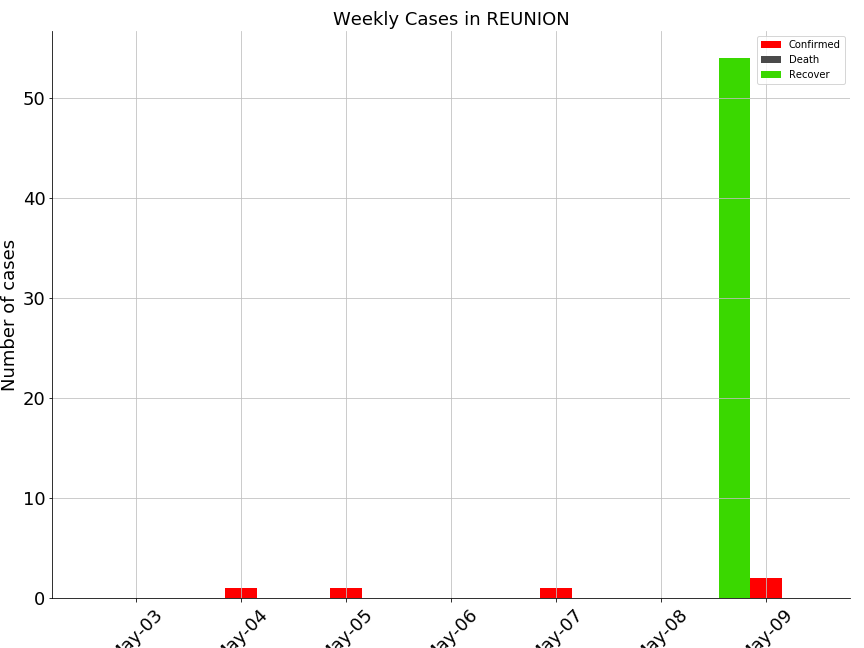 Weekly Cases in REUNION
Confirmed
Death
Recover
Number of cases
50
40
30
20
10
0
May-03
May-04
May-05
May-06
May-07
May-08
May-09